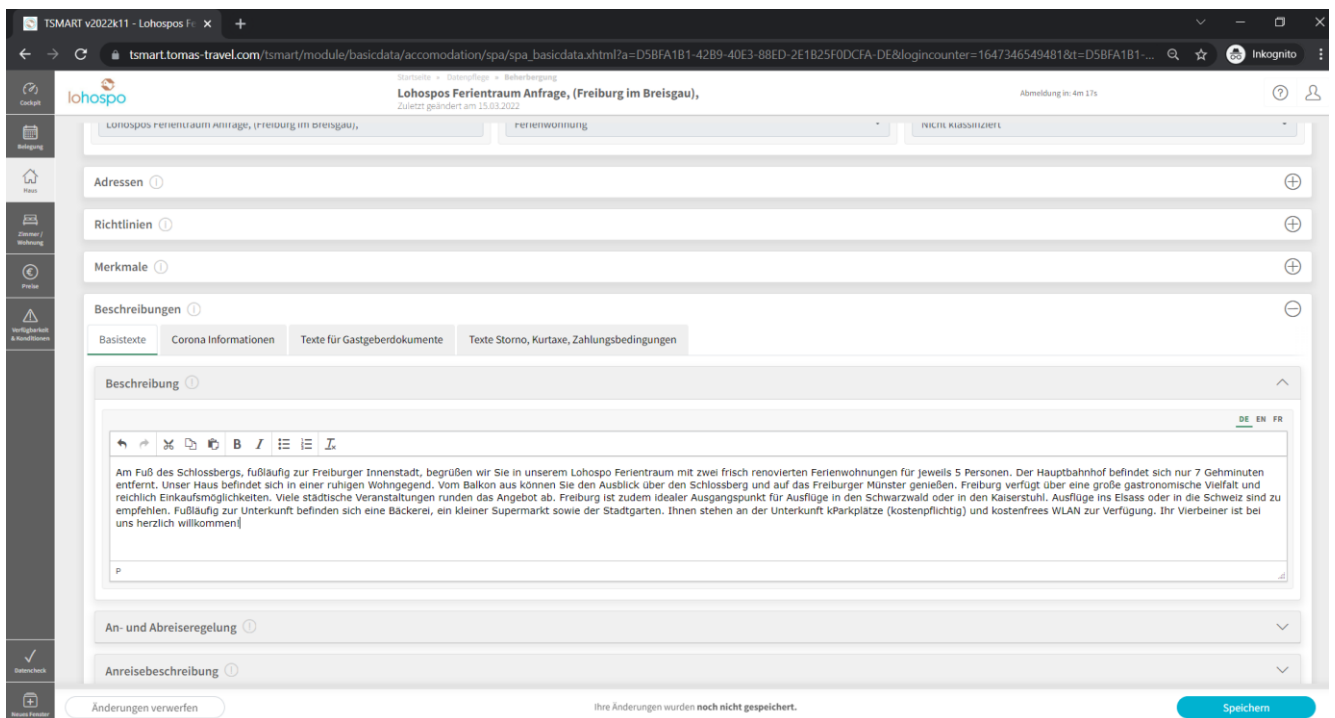 TSMART v2022k11 - Lohospos Fe
tsmart.tomas-travel.com/tsmart/module/basicdata/accomodation/spa/spa_basicdata.xhtml?a=D5BFA1B1-42B9-40E3-88ED-2E1B25F0DCFA-DE&logincounter=1647346549481&t=D5BFA1B1-... Inkognito
Cockpit
lohospo
Startseite » Datenpflege » Beherbergung
Lohospos Ferientraum Anfrage, (Freiburg im Breisgau),
Zuletzt geändert am 15.03.2022
Abmeldung in: 4m 17s
Belegung
Lohospos Ferientraum Anfrage, (Freiburg im Breisgau), Ferienwohnung Nicht klassifiziert
Haus
Adressen
Richtlinien
Zimmer / Wohnung
Merkmale
Preise
Beschreibungen
Verfügbarkeit & Konditionen
Basistexte Corona Informationen Texte für Gastgeberdokumente Texte Storno, Kurtaxe, Zahlungsbedingungen
Beschreibung
DE EN FR
Am Fuß des Schlossbergs, fußläufig zur Freiburger Innenstadt, begrüßen wir Sie in unserem Lohospo Ferientraum mit zwei frisch renovierten Ferienwohnungen für jeweils 5 Personen. Der Hauptbahnhof befindet sich nur 7 Gehminuten
entfernt. Unser Haus befindet sich in einer ruhigen Wohngegend. Vom Balkon aus können Sie den Ausblick über den Schlossberg und auf das Freiburger Münster genießen. Freiburg verfügt über eine große gastronomische Vielfalt und
reichlich Einkaufsmöglichkeiten. Viele städtische Veranstaltungen runden das Angebot ab. Freiburg ist zudem idealer Ausgangspunkt für Ausflüge in den Schwarzwald oder in den Kaiserstuhl. Ausflüge ins Elsass oder in die Schweiz sind zu
empfehlen. Fußläufig zur Unterkunft befinden sich eine Bäckerei, ein kleiner Supermarkt sowie der Stadtgarten. Ihnen stehen an der Unterkunft kParkplätze (kostenpflichtig) und kostenfreies WLAN zur Verfügung. Ihr Vierbeiner ist bei
uns herzlich willkommen!
P
An- und Abreiseregelung
Anreisebeschreibung
Datencheck
Neues Fenster
Änderungen verwerfen
Ihre Änderungen wurden noch nicht gespeichert.
Speichern